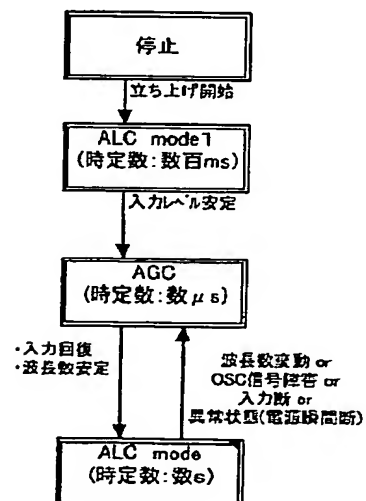 停止
立ち上げ開始
ALC mode1
(時定数:数百ms)
入力レベル安定
AGC
(時定数:数μs)
・入力回復
・波長数安定
波長数変動 or
OSC信号障害 or
入力断 or
異常状態(電源瞬間断)
ALC mode
(時定数:数s)